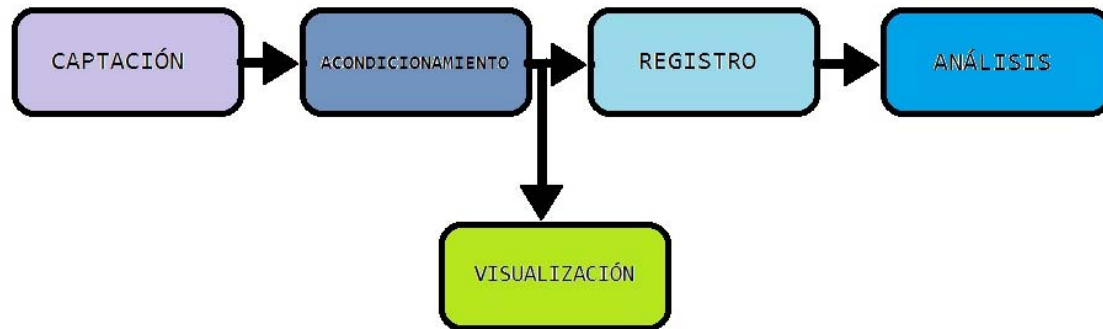 CAPTACIÓN
ACONDICIONAMIENTO
REGISTRO
ANÁLISIS
VISUALIZACIÓN